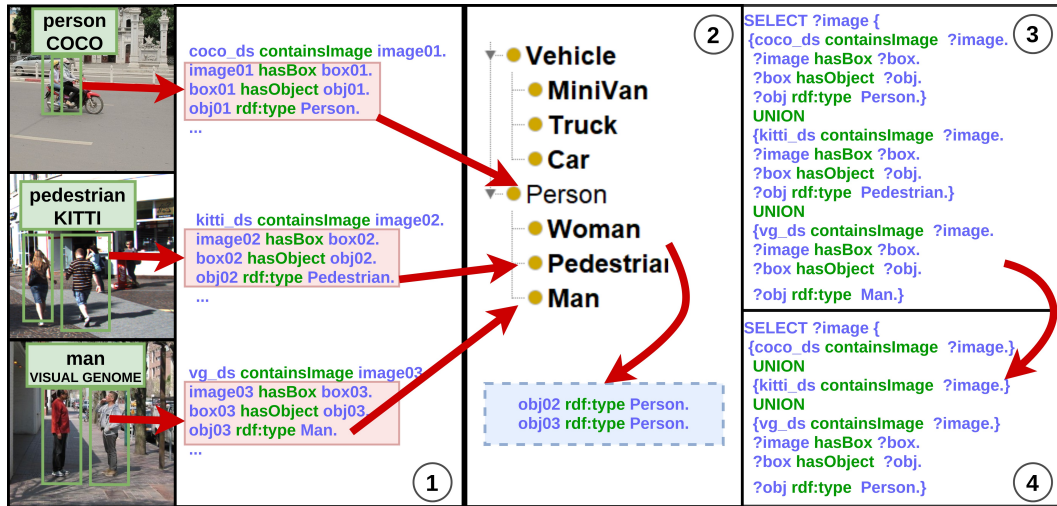 person
COCO
coco_ds containsImage image01.
image01 hasBox box01.
box01 hasObject obj01.
obj01 rdf:type Person.
...
pedestrian
KITTI
kitti_ds containsImage image02.
image02 hasBox box02.
box02 hasObject obj02.
obj02 rdf:type Pedestrian.
...
man
VISUAL GENOME
vg_ds containsImage image03.
image03 hasBox box03.
box03 hasObject obj03.
obj03 rdf:type Man.
...
1
2
Vehicle
MiniVan
Truck
Car
Person
Woman
Pedestrian
Man
obj02 rdf:type Person.
obj03 rdf:type Person.
3
SELECT ?image {
{coco_ds containsImage ?image.
?image hasBox ?box.
?box hasObject ?obj.
?obj rdf:type Person.}
UNION
{kitti_ds containsImage ?image.
?image hasBox ?box.
?box hasObject ?obj.
?obj rdf:type Pedestrian.}
UNION
{vg_ds containsImage ?image.
?image hasBox ?box.
?box hasObject ?obj.
?obj rdf:type Man.}
SELECT ?image {
{coco_ds containsImage ?image.}
UNION
{kitti_ds containsImage ?image.}
UNION
{vg_ds containsImage ?image.}
?image hasBox ?box.
?box hasObject ?obj.
?obj rdf:type Person.}
4